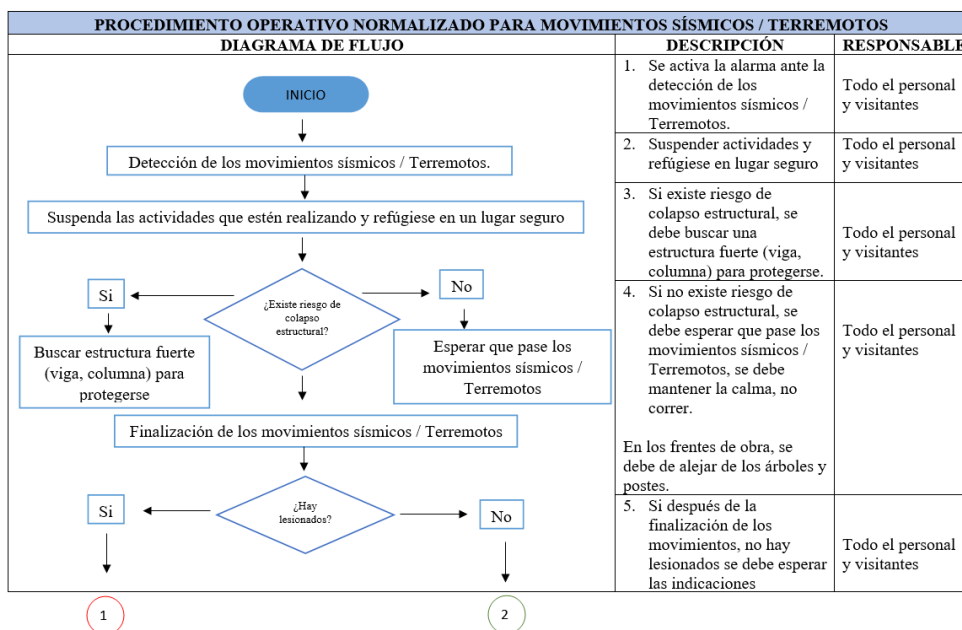 PROCEDIMIENTO OPERATIVO NORMALIZADO PARA MOVIMIENTOS SÍSMICOS / TERREMOTOS
DIAGRAMA DE FLUJO
DESCRIPCIÓN
RESPONSABLE
INICIO
Detección de los movimientos sísmicos / Terremotos.
Suspenda las actividades que estén realizando y refúgiese en un lugar seguro
¿Existe riesgo de
colapso
estructural?
Si
No
Buscar estructura fuerte
(viga, columna) para
protegerse
Esperar que pase los
movimientos sísmicos /
Terremotos
Finalización de los movimientos sísmicos / Terremotos
¿Hay
lesionados?
Si
No
1
2
1. Se activa la alarma ante la
detección de los
movimientos sísmicos /
Terremotos.
Todo el personal
y visitantes
2. Suspender actividades y
refúgiese en lugar seguro
Todo el personal
y visitantes
3. Si existe riesgo de
colapso estructural, se
debe buscar una
estructura fuerte (viga,
columna) para protegerse.
Todo el personal
y visitantes
4. Si no existe riesgo de
colapso estructural, se
debe esperar que pase los
movimientos sísmicos /
Terremotos, se debe
mantener la calma, no
correr.
En los frentes de obra, se
debe de alejar de los árboles y
postes.
Todo el personal
y visitantes
5. Si después de la
finalización de los
movimientos, no hay
lesionados se debe esperar
las indicaciones
Todo el personal
y visitantes